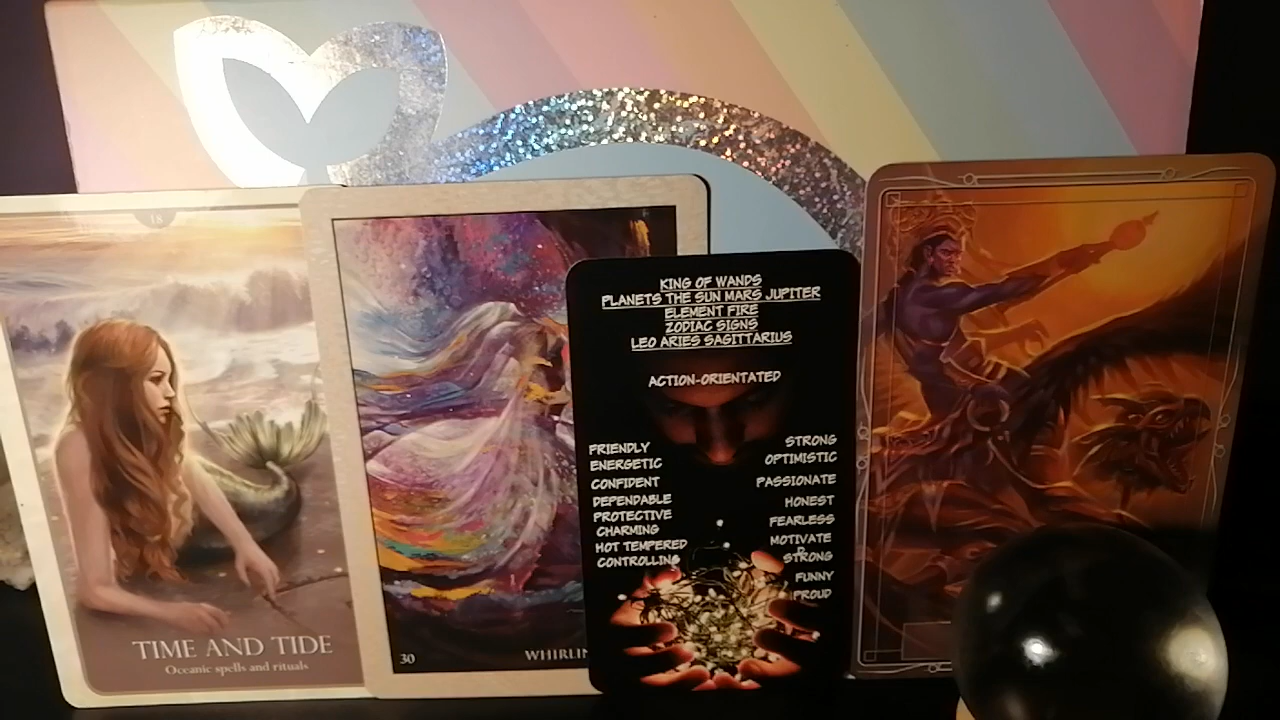 18
TIME AND TIDE
Oceanic spells and rituals
30
KING OF WANDS
PLANETS THE SUN MARS JUPITER
ELEMENT FIRE
ZODIAC SIGNS
LEO ARIES SAGITTARIUS
ACTION-ORIENTATED
FRIENDLY
ENERGETIC
CONFIDENT
DEPENDABLE
PROTECTIVE
CHARMING
HOT TEMPERED
CONTROLLING
STRONG
OPTIMISTIC
PASSIONATE
HONEST
FEARLESS
MOTIVATE
STRONG
FUNNY
PROUD